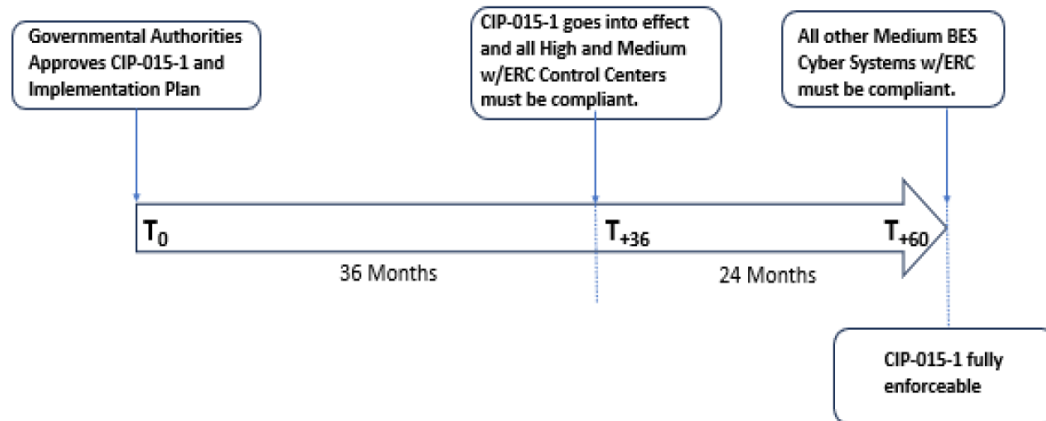 Governmental Authorities
Approves CIP-015-1 and
Implementation Plan
CIP-015-1 goes into effect
and all High and Medium
w/ERC Control Centers
must be compliant.
All other Medium BES
Cyber Systems w/ERC
must be compliant.
T0
T+36
T+60
36 Months
24 Months
CIP-015-1 fully
enforceable